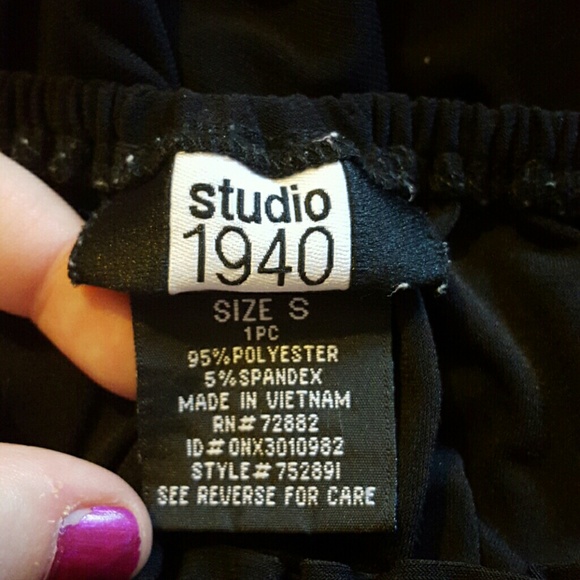 studio
1940
SIZE S
1PC
95%POLYESTER
5%SPANDEX
MADE IN VIETNAM
RN#72882
ID#ONX3010982
STYLE#752891
SEE REVERSE FOR CARE